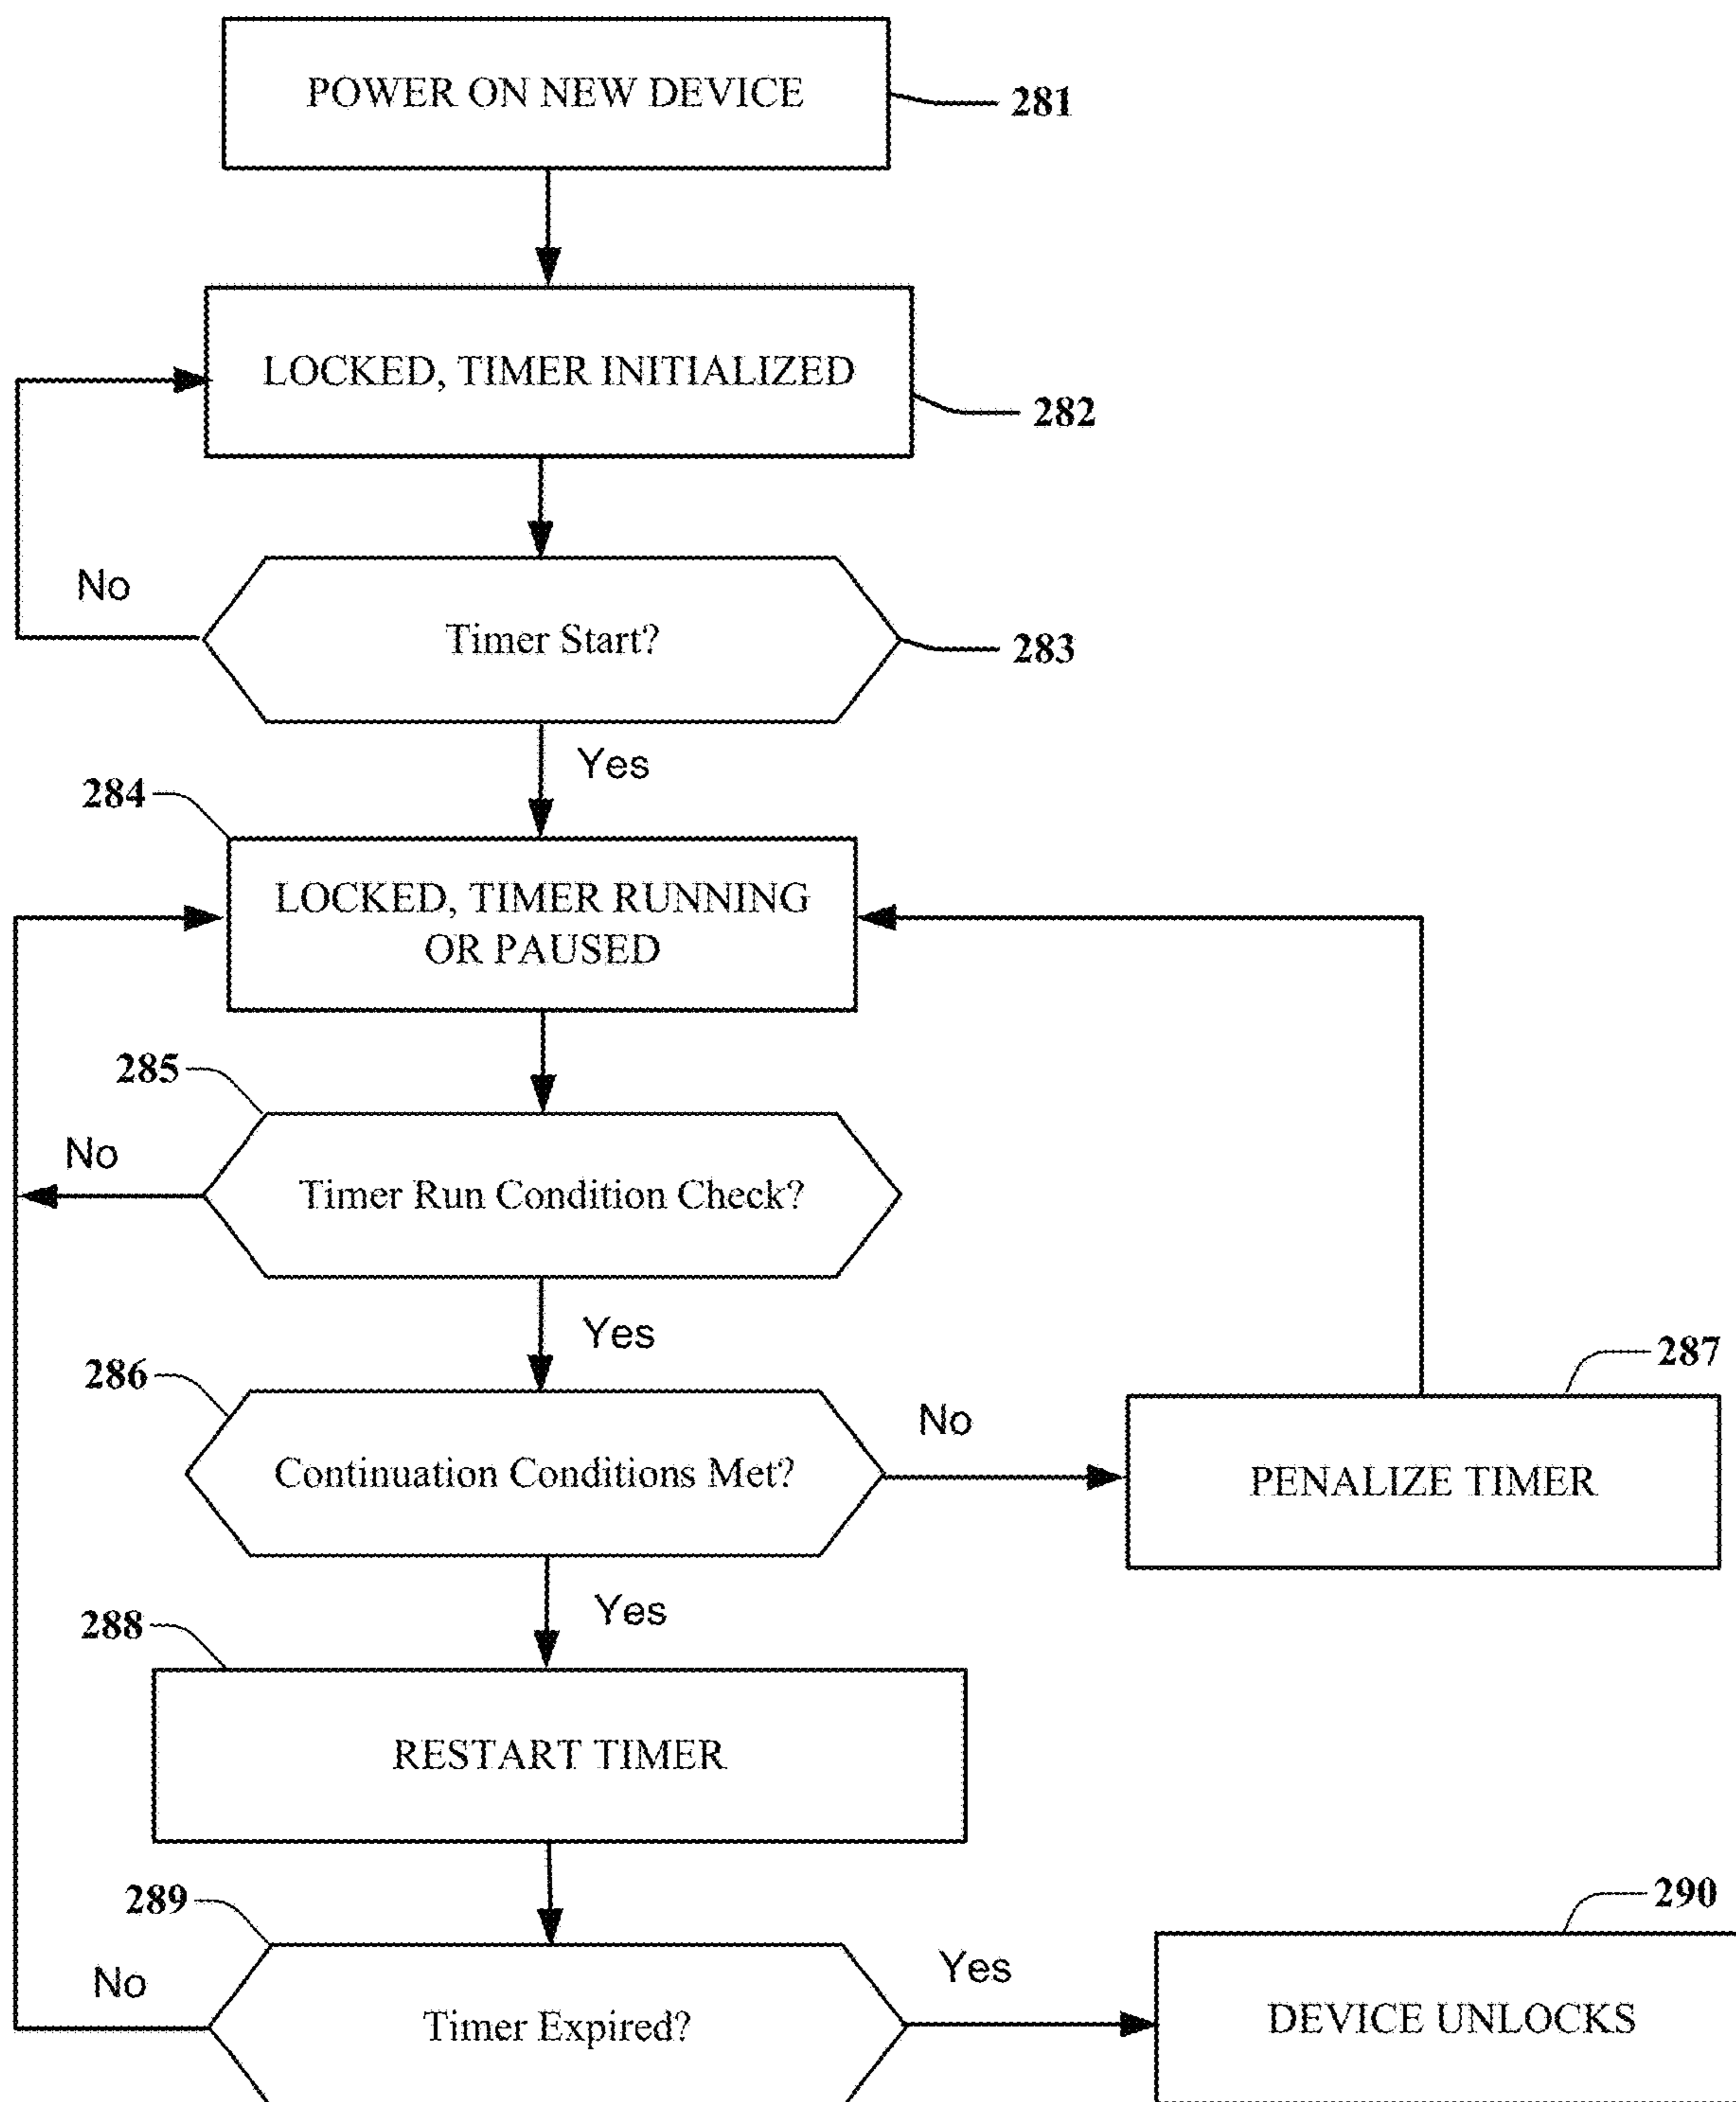 POWER ON NEW DEVICE
281
LOCKED, TIMER INITIALIZED
282
No
Timer Start?
283
Yes
284
LOCKED, TIMER RUNNING
OR PAUSED
285
No
Timer Run Condition Check?
Yes
286
Continuation Conditions Met?
No
287
PENALIZE TIMER
Yes
288
RESTART TIMER
289
No
Timer Expired?
Yes
290
DEVICE UNLOCKS